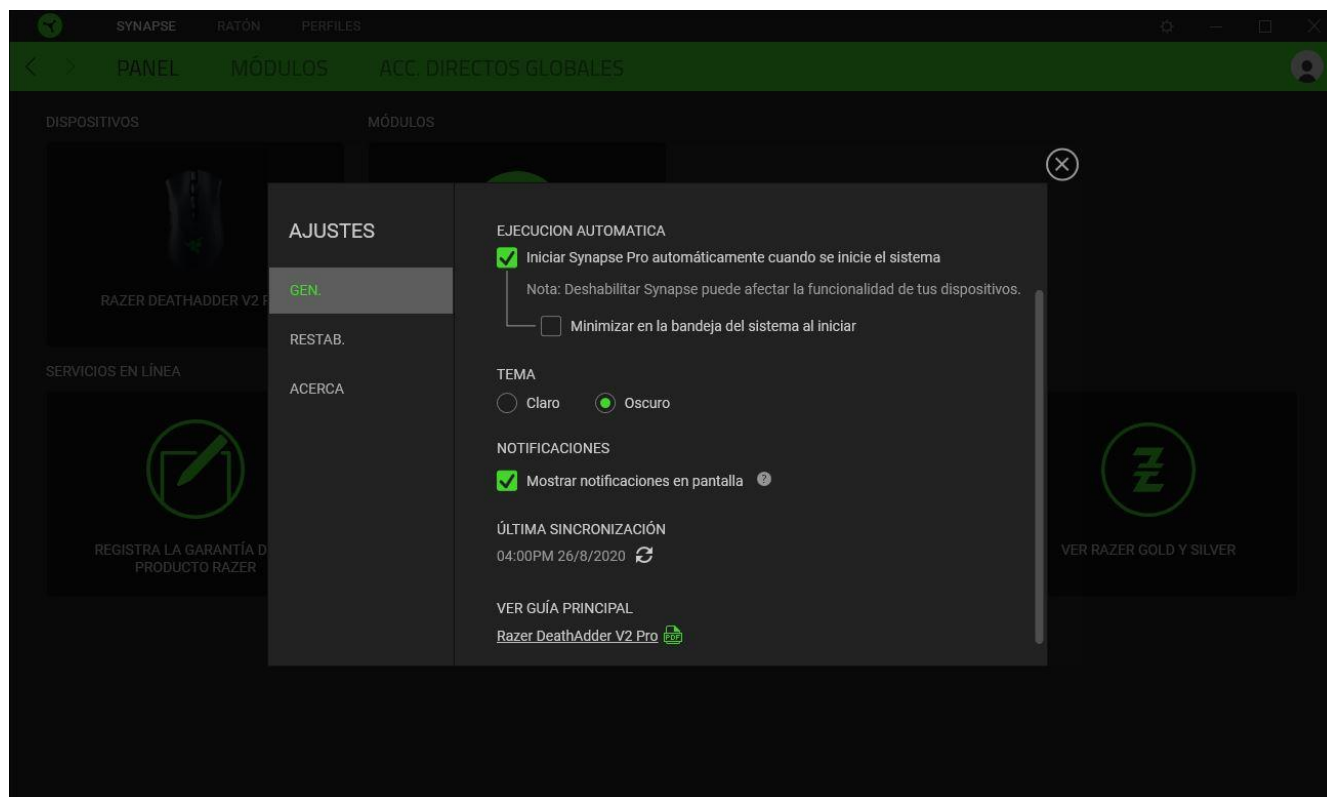 SYNAPSE RATÓN PERFILES
PANEL MÓDULOS ACC. DIRECTOS GLOBALES
DISPOSITIVOS MÓDULOS
RAZER DEATHADDER V2
SERVICIOS EN LÍNEA
REGISTRA LA GARANTÍA
PRODUCTO RAZER
VER RAZER GOLD Y SILVER
AJUSTES
GEN.
RESTAB.
ACERCA
EJECUCION AUTOMATICA
Iniciar Synapse Pro automáticamente cuando se inicie el sistema
Nota: Deshabilitar Synapse puede afectar la funcionalidad de tus dispositivos.
Minimizar en la bandeja del sistema al iniciar
TEMA
Claro Oscuro
NOTIFICACIONES
Mostrar notificaciones en pantalla ?
ÚLTIMA SINCRONIZACIÓN
04:00PM 26/8/2020
VER GUÍA PRINCIPAL
Razer DeathAdder V2 Pro PDF